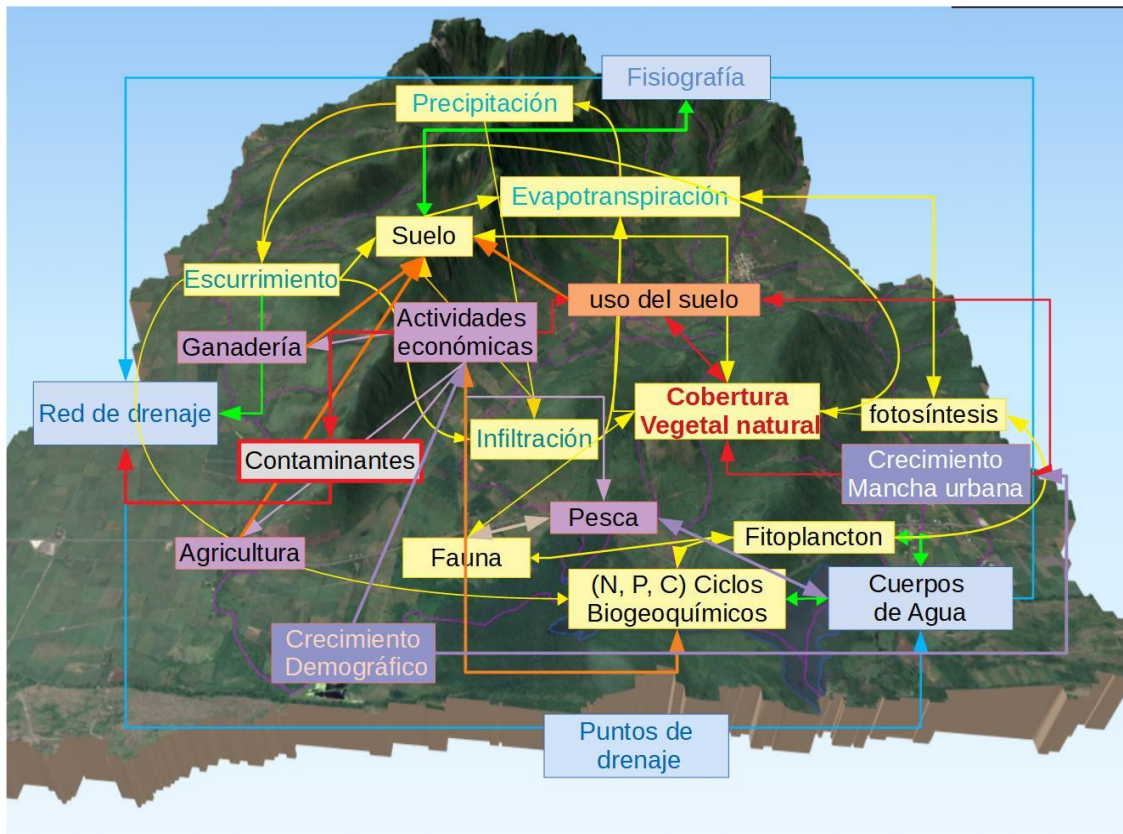 Fisiografía
Precipitación
Evapotranspiración
Suelo
Escurrimiento
uso del suelo
Actividades
económicas
Ganadería
Red de drenaje
Cobertura
Vegetal natural
fotosíntesis
Infiltración
Contaminantes
Crecimiento
Mancha urbana
Pesca
Fitoplancton
Agricultura
Fauna
(N, P, C) Ciclos
Biogeoquímicos
Cuerpos
de Agua
Crecimiento
Demográfico
Puntos de
drenaje